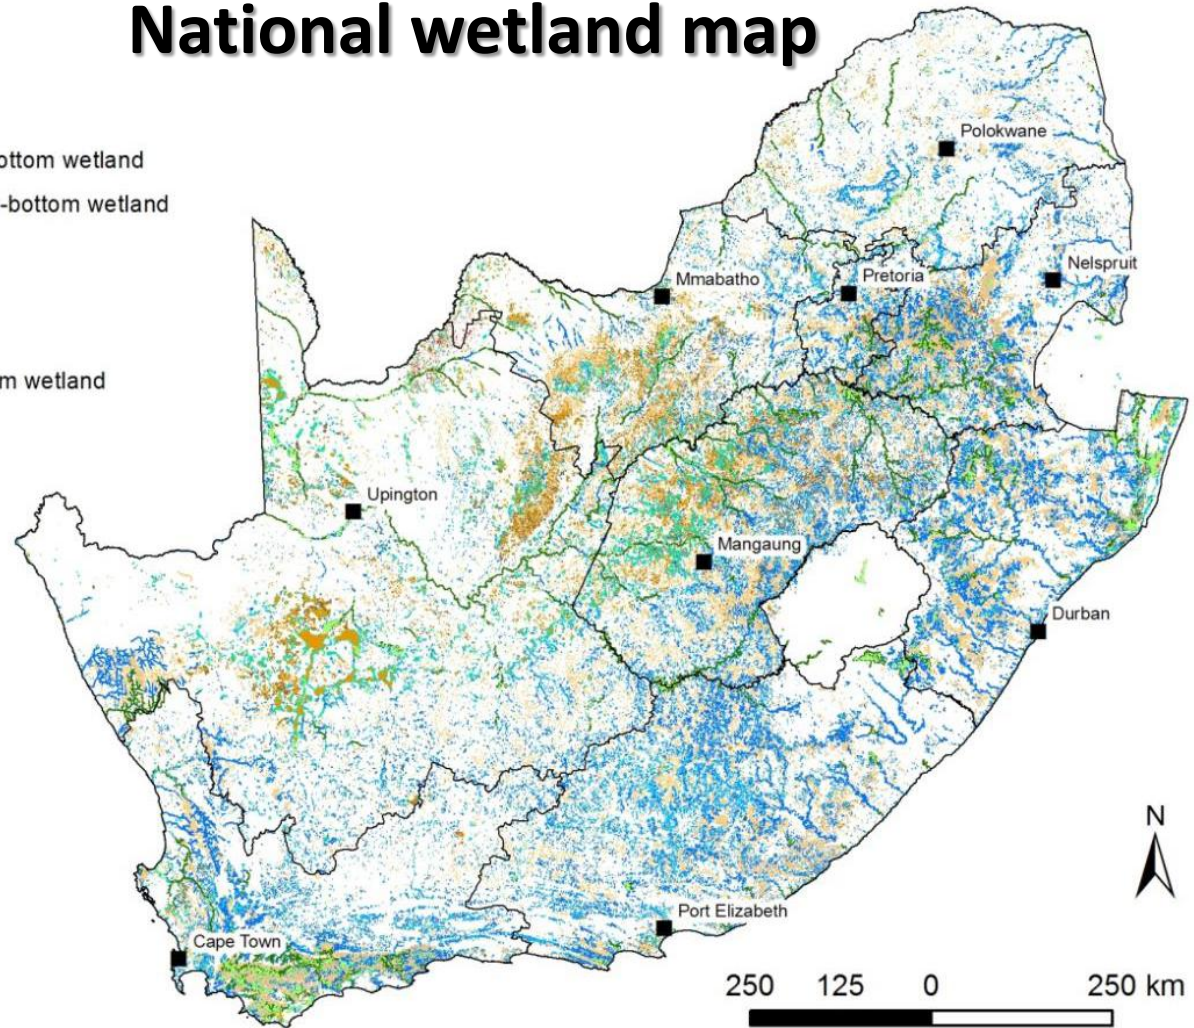 National wetland map
ottom wetland
-bottom wetland
m wetland
Polokwane
Nelspruit
Pretoria
Mmabatho
Upington
Mangaung
Durban
N
Port Elizabeth
Cape Town
250 125 0 250 km